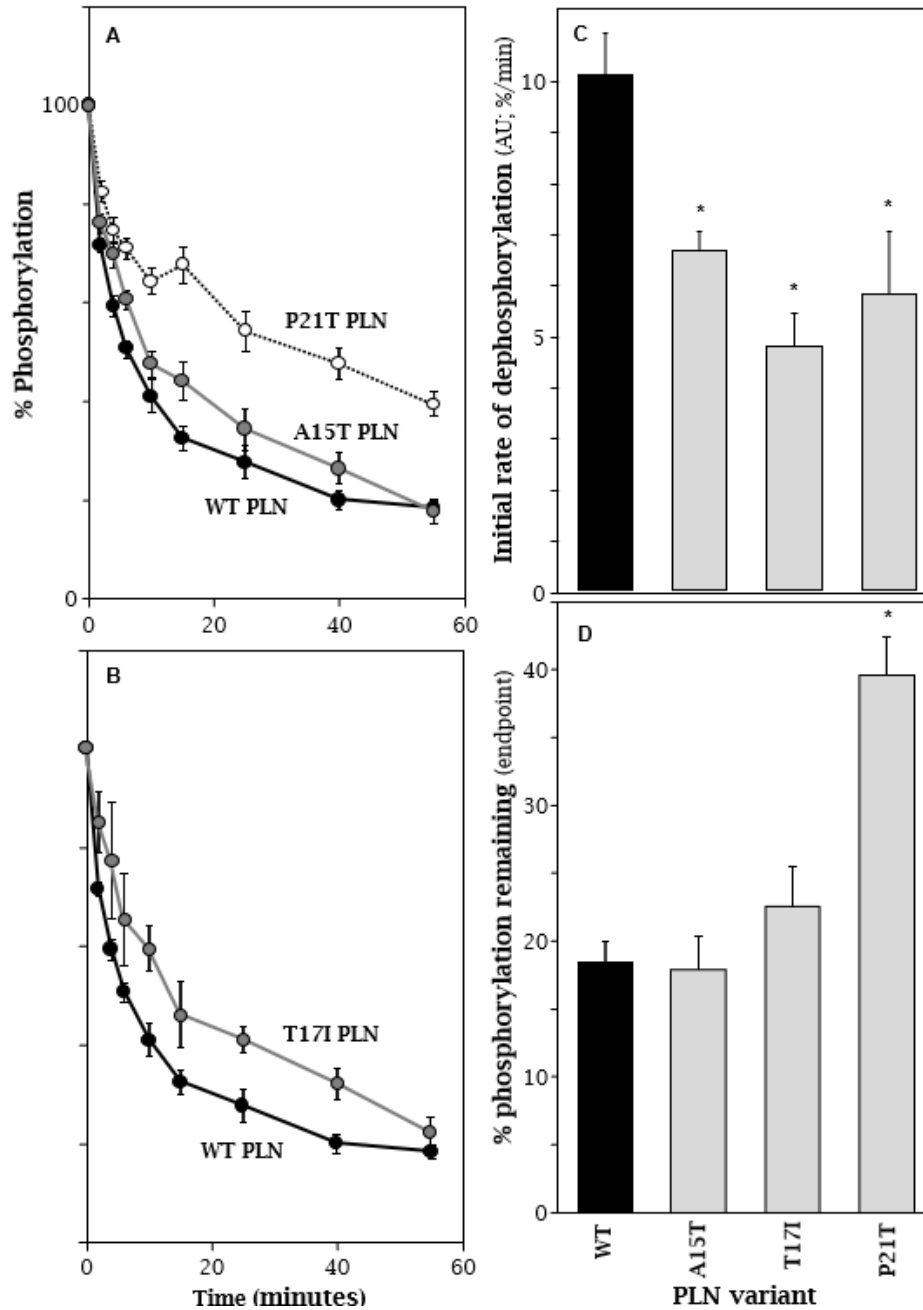 A
% Phosphorylation
100
0
P21T PLN
A15T PLN
WT PLN
0
20
40
60
B
T17I PLN
WT PLN
0
20
40
60
Time (minutes)
C
Initial rate of dephosphorylation (AU; %/min)
10
5
0
*
*
*
D
% phosphorylation remaining (endpoint)
40
30
20
10
0
*
WT
A15T
T17I
P21T
PLN variant